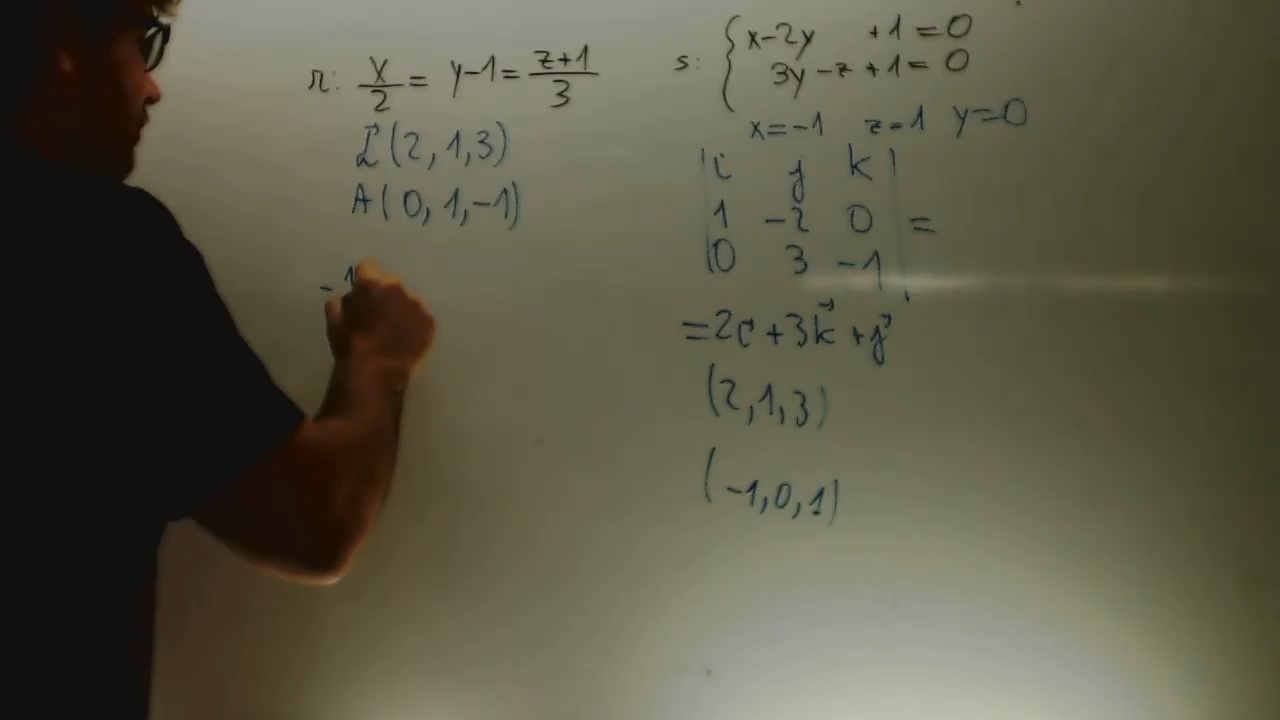 r: x/2 = y-1 = z+1/3
r⃗(2, 1, 3)
A(0, 1, -1)
-1
s: { x-2y +1=0
3y-z+1=0
x=-1 z=1 y=0
| i j k |
1 -2 0 =
0 3 -1
=2i⃗+3k⃗+j⃗
(2,1,3)
(-1,0,1)